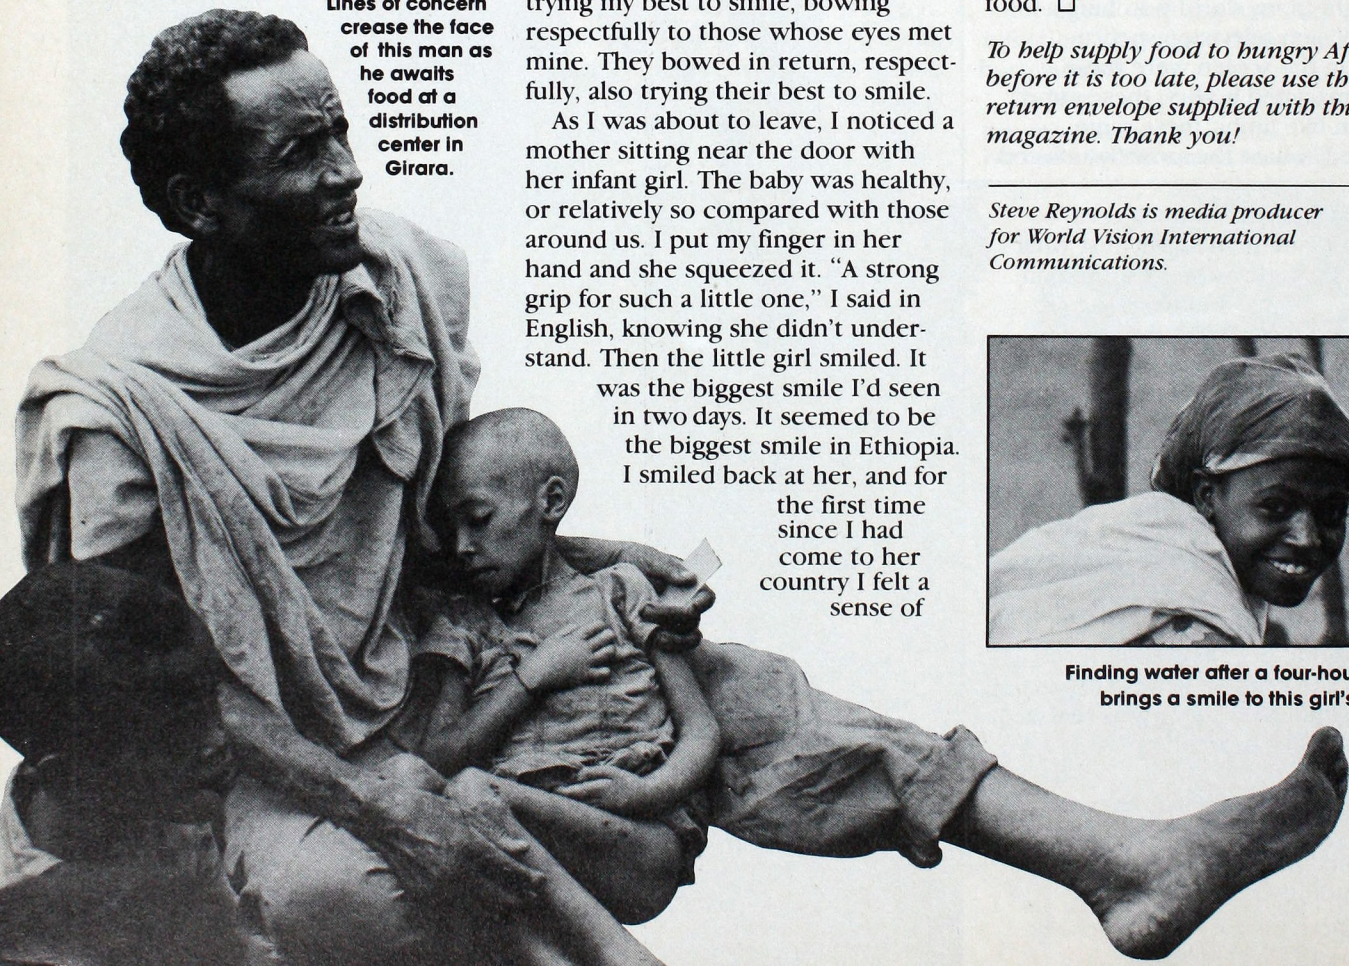 Lines of concern
crease the face
of this man as
he awaits
food at a
distribution
center in
Girara.
trying my best to smile, bowing
respectfully to those whose eyes met
mine. They bowed in return, respect-
fully, also trying their best to smile.
As I was about to leave, I noticed a
mother sitting near the door with
her infant girl. The baby was healthy,
or relatively so compared with those
around us. I put my finger in her
hand and she squeezed it. “A strong
grip for such a little one,” I said in
English, knowing she didn’t under-
stand. Then the little girl smiled. It
was the biggest smile I’d seen
in two days. It seemed to be
the biggest smile in Ethiopia.
I smiled back at her, and for
the first time
since I had
come to her
country I felt a
sense of
food. □
To help supply food to hungry Af
before it is too late, please use th
return envelope supplied with thi
magazine. Thank you!
Steve Reynolds is media producer
for World Vision International
Communications.
Finding water after a four-hou
brings a smile to this girl’s